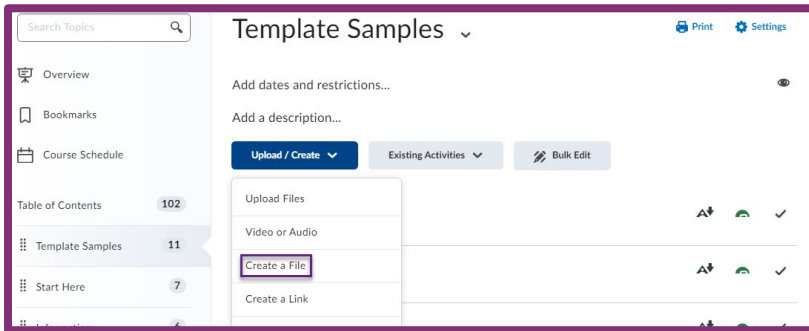 Search Topics
Template Samples
Print
Settings
Overview
Add dates and restrictions...
Bookmarks
Add a description...
Course Schedule
Upload / Create
Existing Activities
Bulk Edit
Table of Contents 102
Upload Files
Template Samples 11
Video or Audio
Create a File
Start Here 7
Create a Link